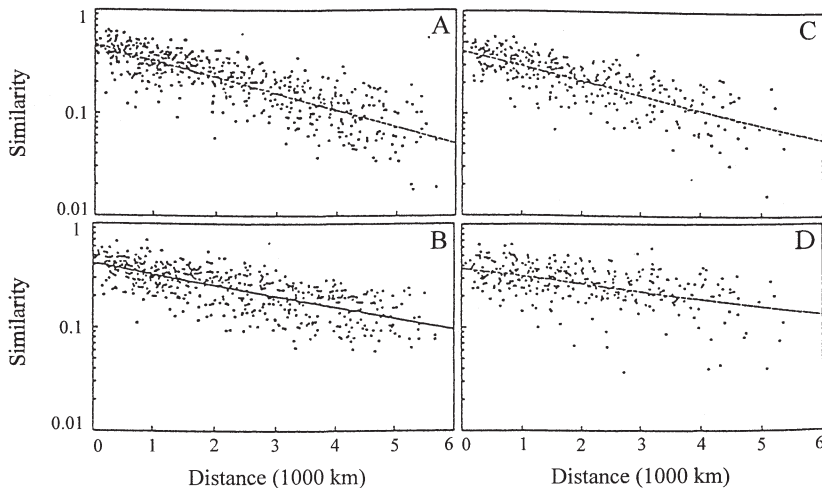 1
A
C
Similarity
0.1
0.01
1
B
D
Similarity
0.1
0.01
0 1 2 3 4 5 6 0 1 2 3 4 5 6
Distance (1000 km) Distance (1000 km)